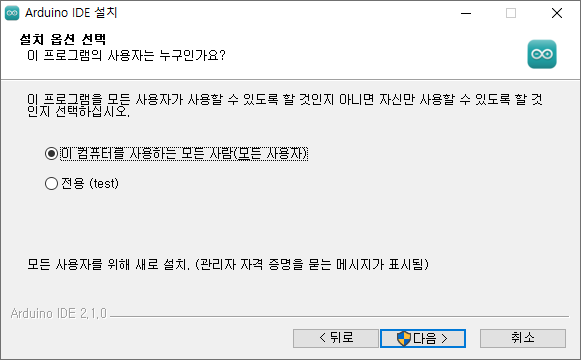 Arduino IDE 설치
설치 옵션 선택
이 프로그램의 사용자는 누구인가요?
이 프로그램을 모든 사용자가 사용할 수 있도록 할 것인지 아니면 자신만 사용할 수 있도록 할 것
인지 선택하십시오.
이 컴퓨터를 사용하는 모든 사람(모든 사용자)
전용 (test)
모든 사용자를 위해 새로 설치. (관리자 자격 증명을 묻는 메시지가 표시됨)
Arduino IDE 2.1.0
< 뒤로
다음 >
취소